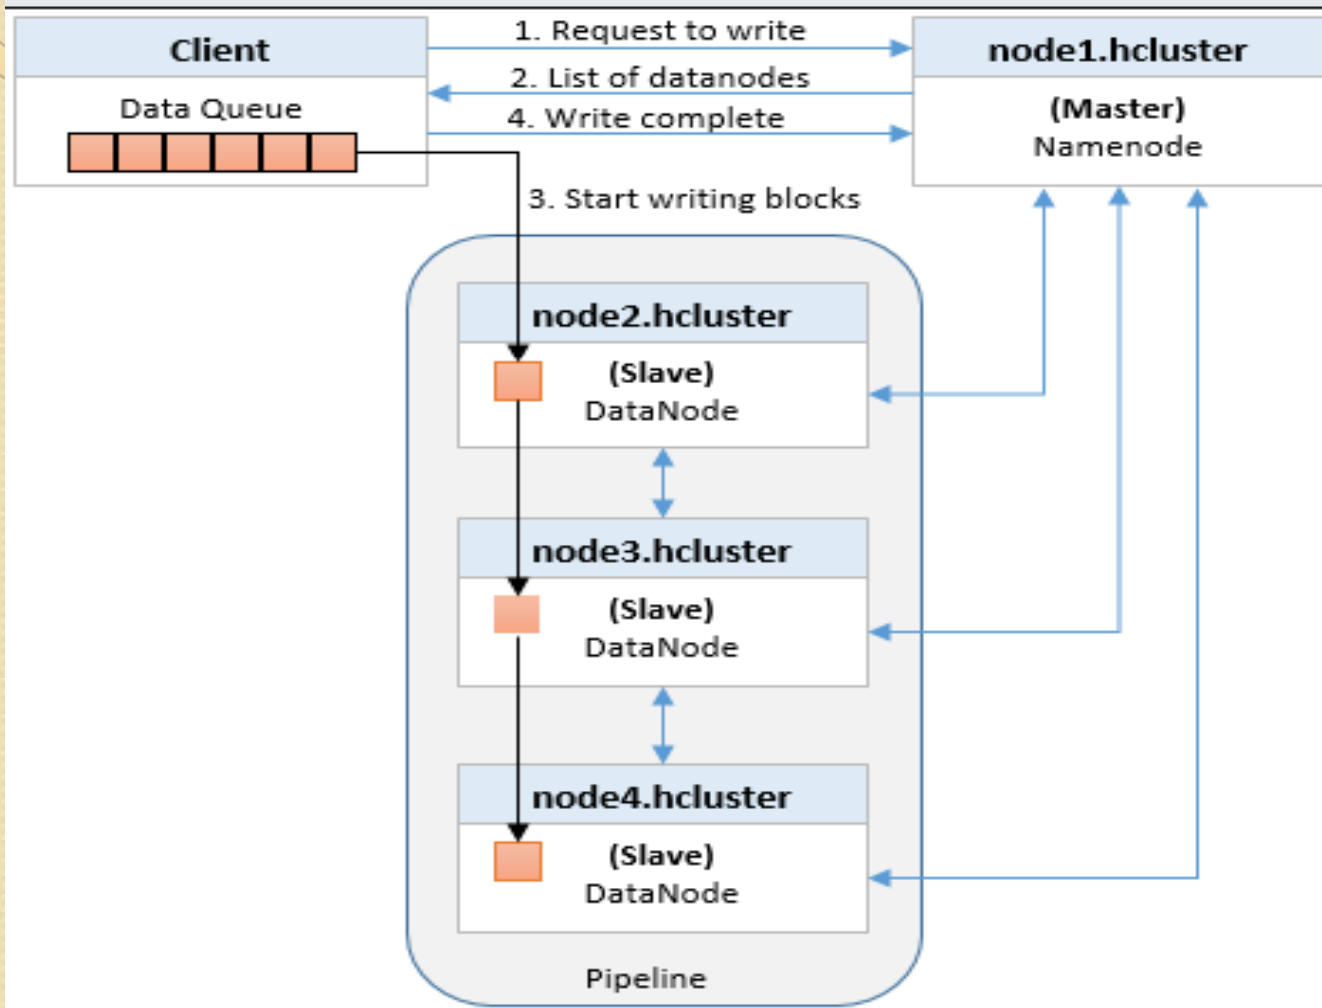 Client
Data Queue
1. Request to write
2. List of datanodes
4. Write complete
node1.hcluster
(Master)
Namenode
3. Start writing blocks
node2.hcluster
(Slave)
DataNode
node3.hcluster
(Slave)
DataNode
node4.hcluster
(Slave)
DataNode
Pipeline